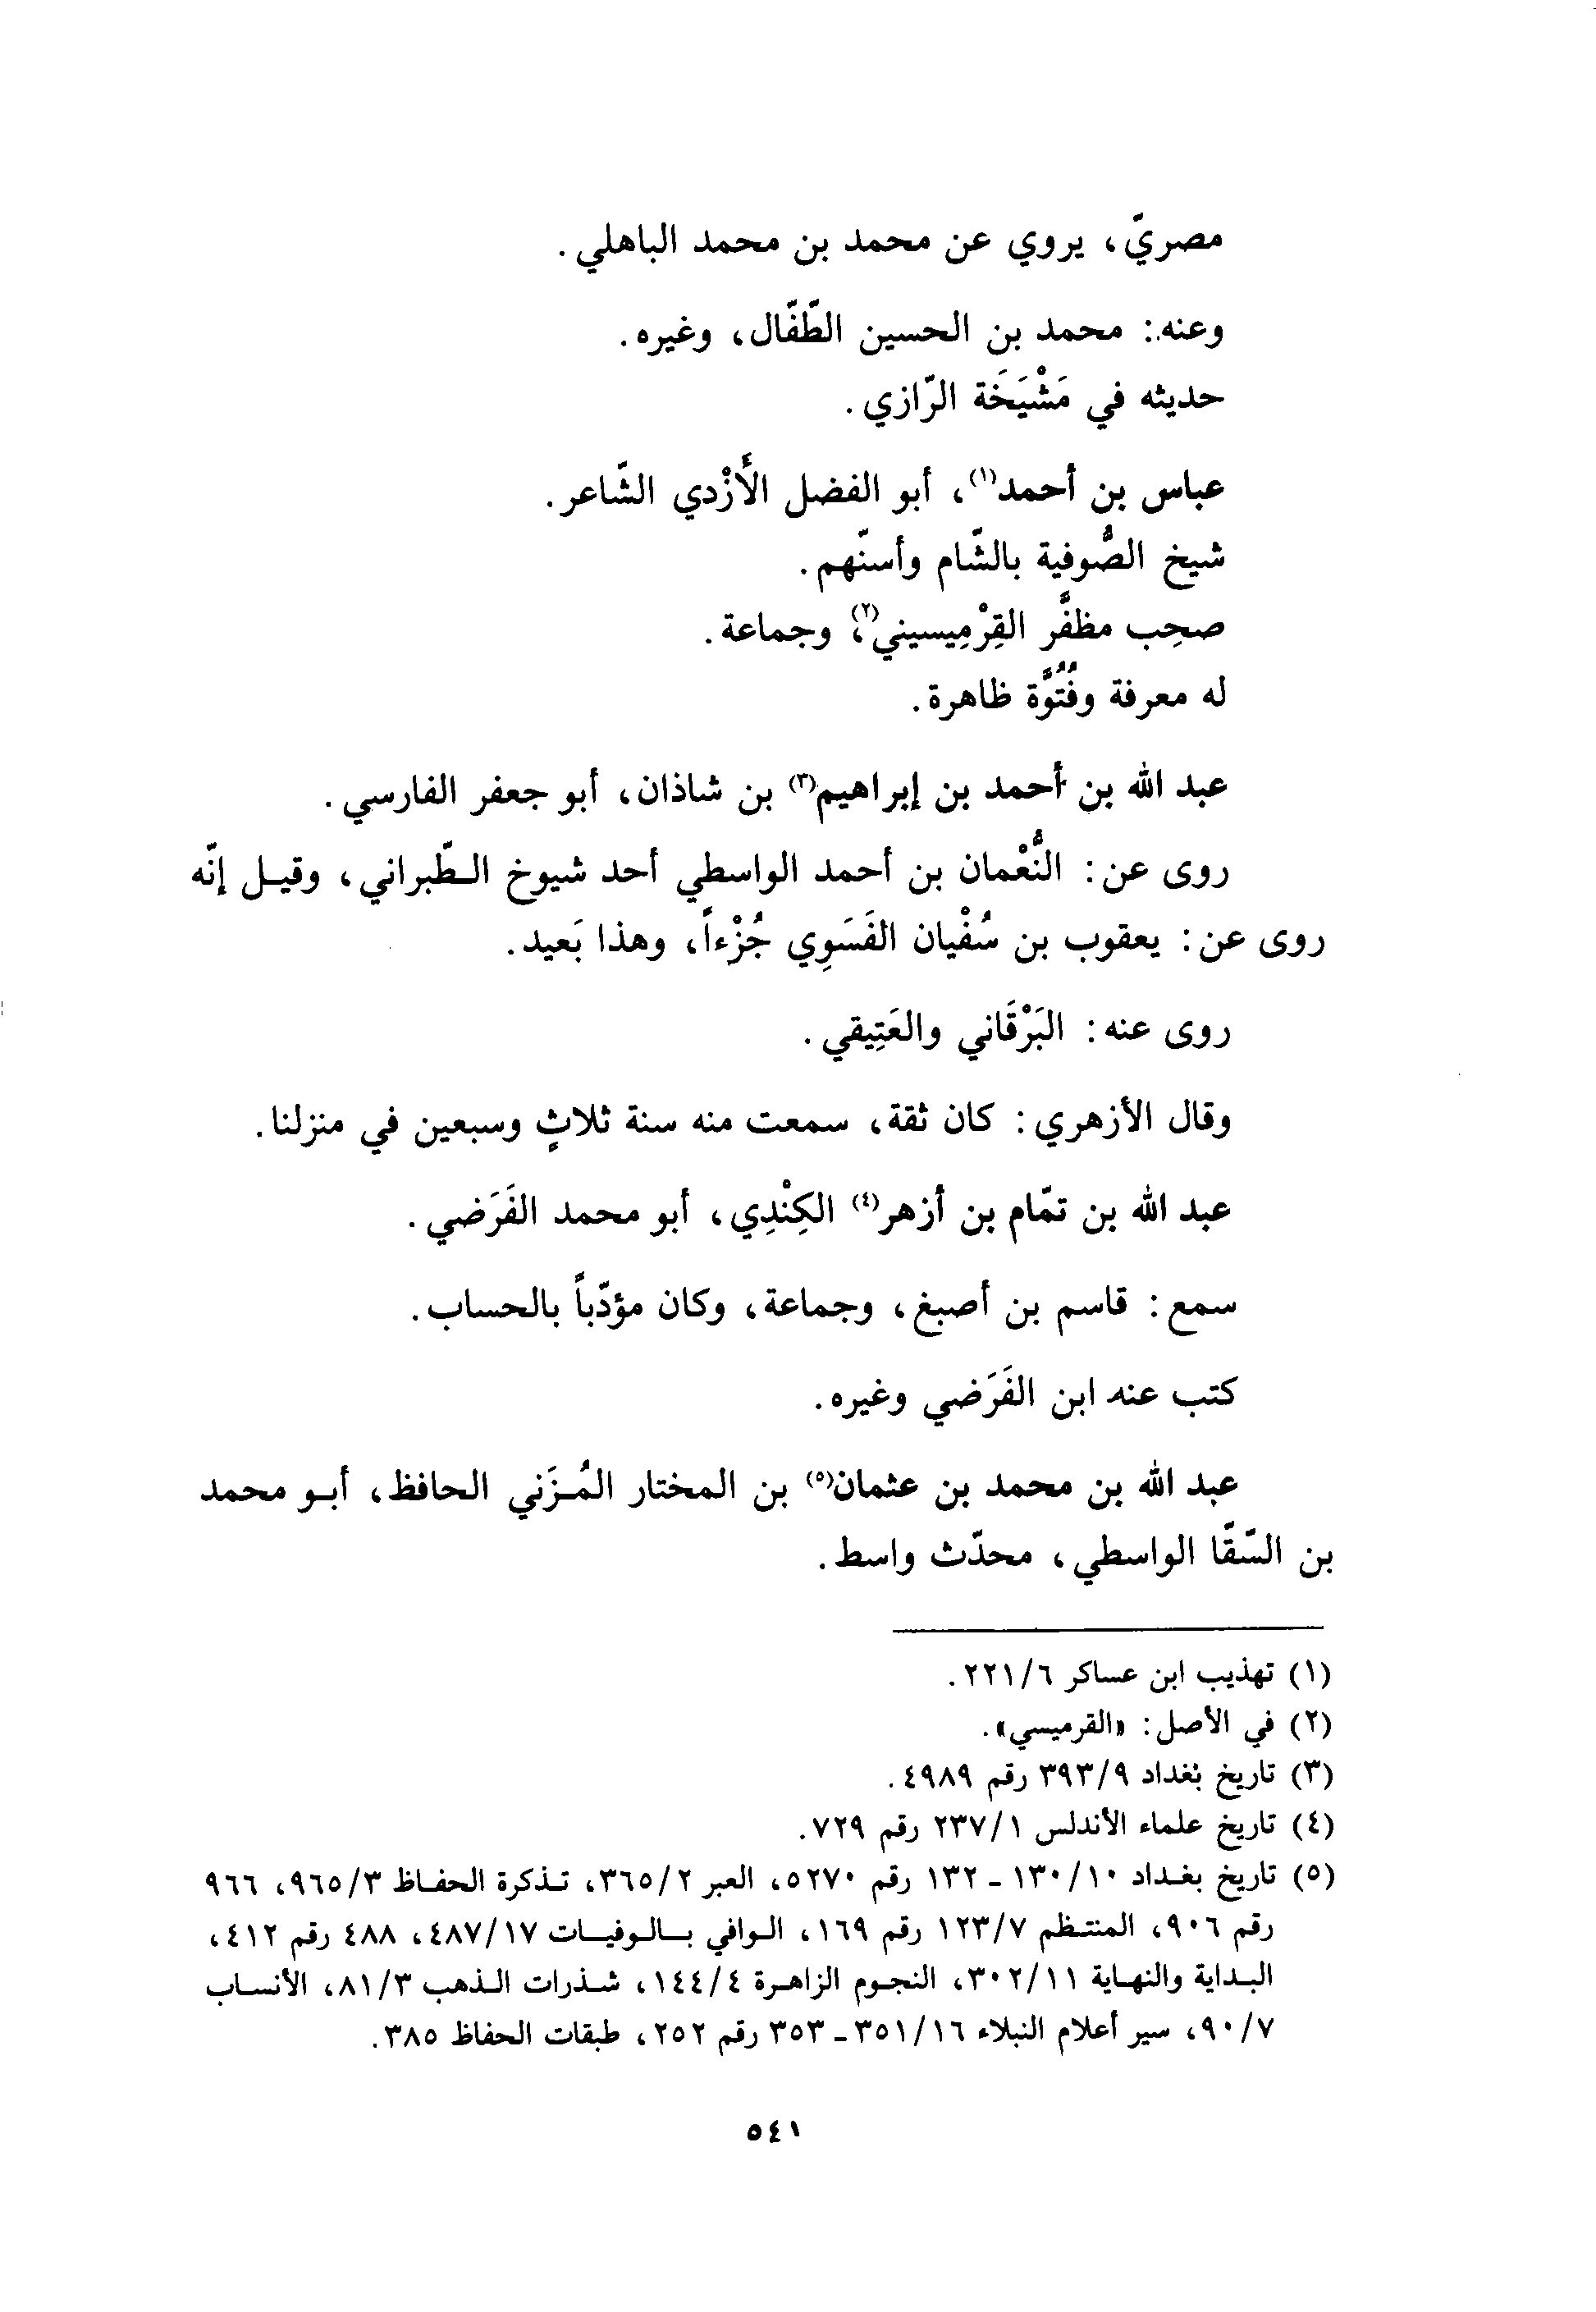 مصريّ، يروي عن محمد بن محمد الباهلي.
وعنه: محمد بن الحسين الطّفّال، وغيره.
حديثه في مَشْيَخَة الرّازي.
عباس بن أحمد(١)، أبو الفضل الأَزْدي الشّاعر.
شيخ الصُّوفية بالشّام وأسنّهم.
صحِب مظفَّر القِرْمِيسيني(٢)، وجماعة.
له معرفة وفُتُوَّة ظاهرة.
عبد الله بن أحمد بن إبراهيم(٣) بن شاذان، أبو جعفر الفارسي.
روى عن: النُّعْمان بن أحمد الواسطي أحد شيوخ الطّبراني، وقيل إنّه
روى عن: يعقوب بن سُفْيان الفَسَوِي جُزْءاً، وهذا بَعيد.
روى عنه: البَرْقَاني والعَتِيقي.
وقال الأزهري: كان ثقة، سمعت منه سنة ثلاثٍ وسبعين في منزلنا.
عبد الله بن تمّام بن أزهر(٤) الكِنْدِي، أبو محمد الفَرَضي.
سمع: قاسم بن أصبغ، وجماعة، وكان مؤدّباً بالحساب.
كتب عنه ابن الفَرَضي وغيره.
عبد الله بن محمد بن عثمان(٥) بن المختار المُزَني الحافظ، أبو محمد
بن السّقّا الواسطي، محدّث واسط.
(١) تهذيب ابن عساكر ٢٢١/٦.
(٢) في الأصل: «القرميسي».
(٣) تاريخ بغداد ٣٩٣/٩ رقم ٤٩٨٩.
(٤) تاريخ علماء الأندلس ٢٣٧/١ رقم ٧٢٩.
(٥) تاريخ بغداد ١٣٠/١٠ - ١٣٢ رقم ٥٢٧٠، العبر ٣٦٥/٢، تذكرة الحفاظ ٩٦٥/٣، ٩٦٦
رقم ٩٠٦، المنتظم ١٢٣/٧ رقم ١٦٩، الوافي بالوفيات ٤٨٧/١٧، ٤٨٨ رقم ٤١٢،
البداية والنهاية ٣٠٢/١١، النجوم الزاهرة ١٤٤/٤، شذرات الذهب ٨١/٣، الأنساب
٩٠/٧، سير أعلام النبلاء ٣٥١/١٦ - ٣٥٣ رقم ٢٥٢، طبقات الحفاظ ٣٨٥.
٥٤١